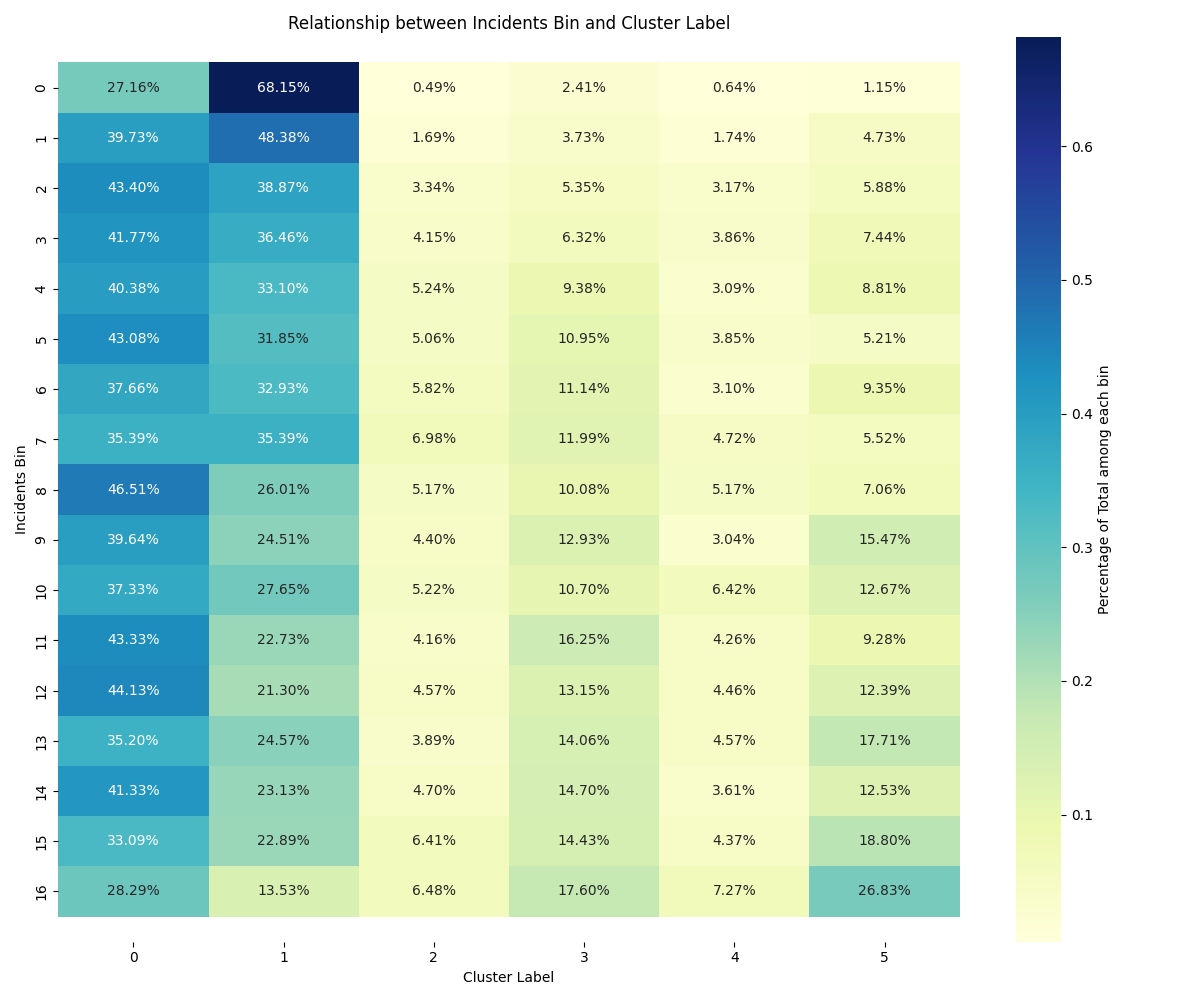 Relationship between Incidents Bin and Cluster Label
0 27.16% 68.15% 0.49% 2.41% 0.64% 1.15%
1 39.73% 48.38% 1.69% 3.73% 1.74% 4.73%
2 43.40% 38.87% 3.34% 5.35% 3.17% 5.88%
3 41.77% 36.46% 4.15% 6.32% 3.86% 7.44%
4 40.38% 33.10% 5.24% 9.38% 3.09% 8.81%
5 43.08% 31.85% 5.06% 10.95% 3.85% 5.21%
6 37.66% 32.93% 5.82% 11.14% 3.10% 9.35%
7 35.39% 35.39% 6.98% 11.99% 4.72% 5.52%
8 46.51% 26.01% 5.17% 10.08% 5.17% 7.06%
9 39.64% 24.51% 4.40% 12.93% 3.04% 15.47%
10 37.33% 27.65% 5.22% 10.70% 6.42% 12.67%
11 43.33% 22.73% 4.16% 16.25% 4.26% 9.28%
12 44.13% 21.30% 4.57% 13.15% 4.46% 12.39%
13 35.20% 24.57% 3.89% 14.06% 4.57% 17.71%
14 41.33% 23.13% 4.70% 14.70% 3.61% 12.53%
15 33.09% 22.89% 6.41% 14.43% 4.37% 18.80%
16 28.29% 13.53% 6.48% 17.60% 7.27% 26.83%
0 1 2 3 4 5
Cluster Label
Incidents Bin
0.6
0.5
0.4
0.3
0.2
0.1
Percentage of Total among each bin